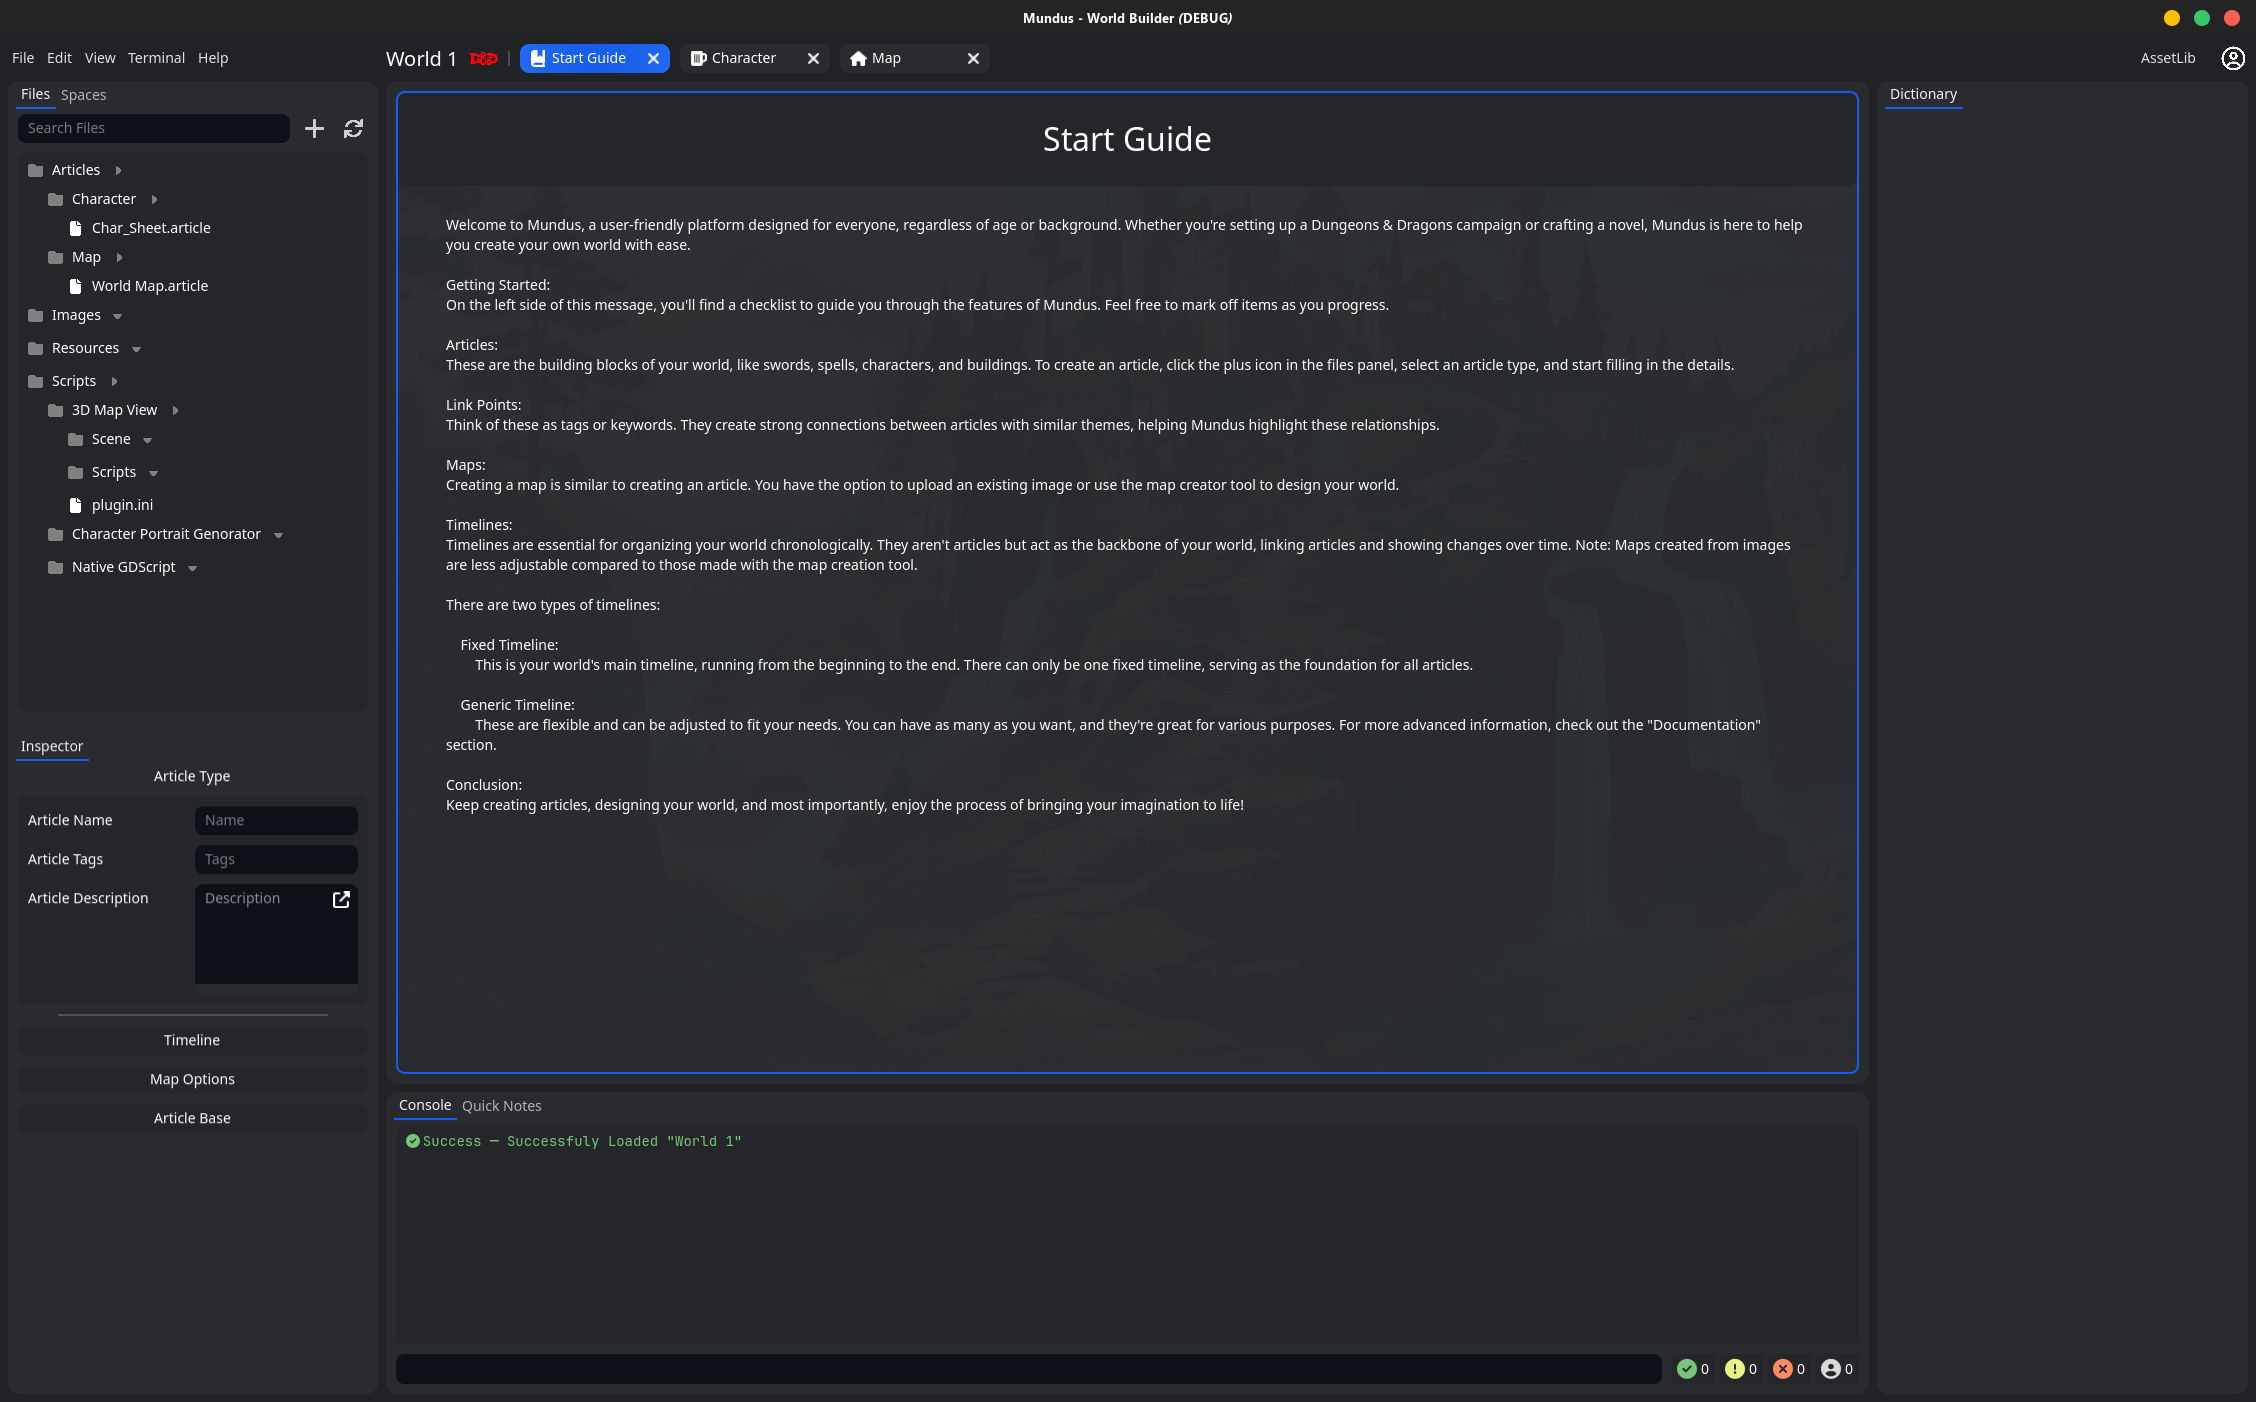 Mundus - World Builder (DEBUG)
File Edit View Terminal Help
World 1 D&D | Start Guide Character Map
AssetLib
Files Spaces
Search Files
Articles
Character
Char_Sheet.article
Map
World Map.article
Images
Resources
Scripts
3D Map View
Scene
Scripts
plugin.ini
Character Portrait Genorator
Native GDScript
Inspector
Article Type
Article Name Name
Article Tags Tags
Article Description Description
Timeline
Map Options
Article Base
Start Guide
Welcome to Mundus, a user-friendly platform designed for everyone, regardless of age or background. Whether you're setting up a Dungeons & Dragons campaign or crafting a novel, Mundus is here to help
you create your own world with ease.
Getting Started:
On the left side of this message, you'll find a checklist to guide you through the features of Mundus. Feel free to mark off items as you progress.
Articles:
These are the building blocks of your world, like swords, spells, characters, and buildings. To create an article, click the plus icon in the files panel, select an article type, and start filling in the details.
Link Points:
Think of these as tags or keywords. They create strong connections between articles with similar themes, helping Mundus highlight these relationships.
Maps:
Creating a map is similar to creating an article. You have the option to upload an existing image or use the map creator tool to design your world.
Timelines:
Timelines are essential for organizing your world chronologically. They aren't articles but act as the backbone of your world, linking articles and showing changes over time. Note: Maps created from images
are less adjustable compared to those made with the map creation tool.
There are two types of timelines:
Fixed Timeline:
This is your world's main timeline, running from the beginning to the end. There can only be one fixed timeline, serving as the foundation for all articles.
Generic Timeline:
These are flexible and can be adjusted to fit your needs. You can have as many as you want, and they're great for various purposes. For more advanced information, check out the "Documentation"
section.
Conclusion:
Keep creating articles, designing your world, and most importantly, enjoy the process of bringing your imagination to life!
Console Quick Notes
Success — Successfuly Loaded "World 1"
0 0 0 0
Dictionary